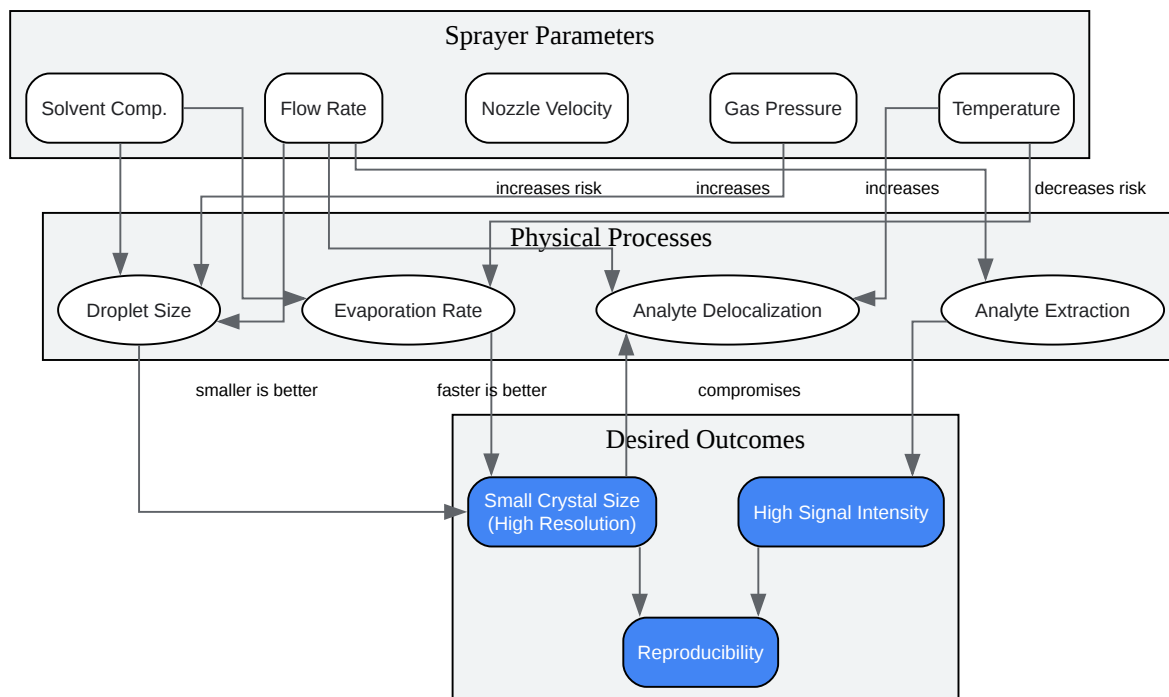 Sprayer Parameters
Solvent Comp.
Flow Rate
Nozzle Velocity
Gas Pressure
Temperature
increases risk
increases
increases
decreases risk
Physical Processes
Droplet Size
Evaporation Rate
Analyte Delocalization
Analyte Extraction
smaller is better
faster is better
compromises
Desired Outcomes
Small Crystal Size
(High Resolution)
High Signal Intensity
Reproducibility